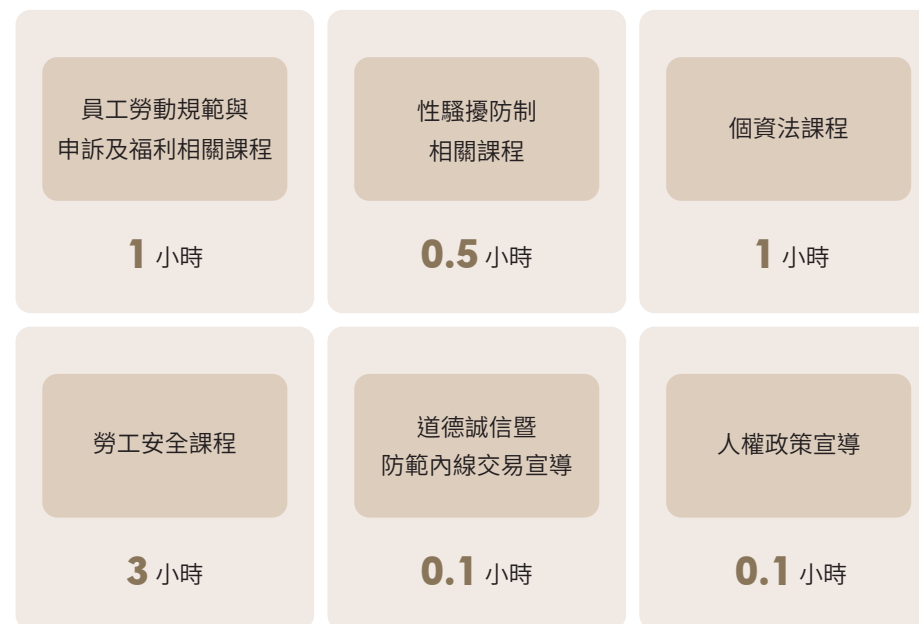 員工勞動規範與
申訴及福利相關課程
1 小時
性騷擾防制
相關課程
0.5 小時
個資法課程
1 小時
勞工安全課程
3 小時
道德誠信暨
防範內線交易宣導
0.1 小時
人權政策宣導
0.1 小時